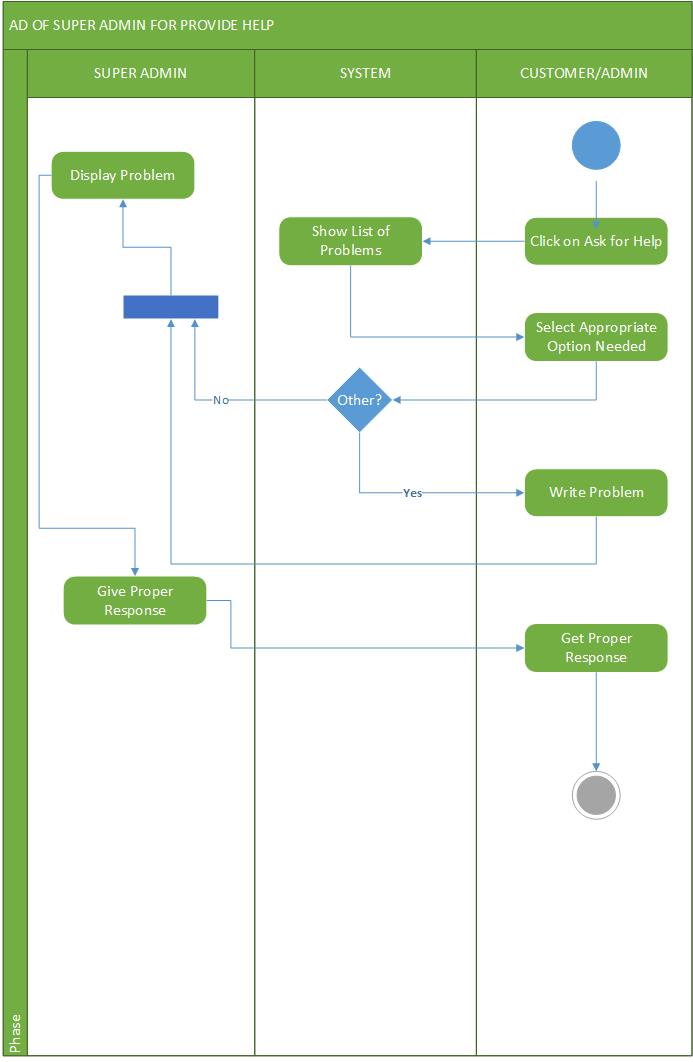 AD OF SUPER ADMIN FOR PROVIDE HELP
SUPER ADMIN
SYSTEM
CUSTOMER/ADMIN
Display Problem
Show List of
Problems
Click on Ask for Help
Select Appropriate
Option Needed
Other?
No
Yes
Write Problem
Give Proper
Response
Get Proper
Response
Phase